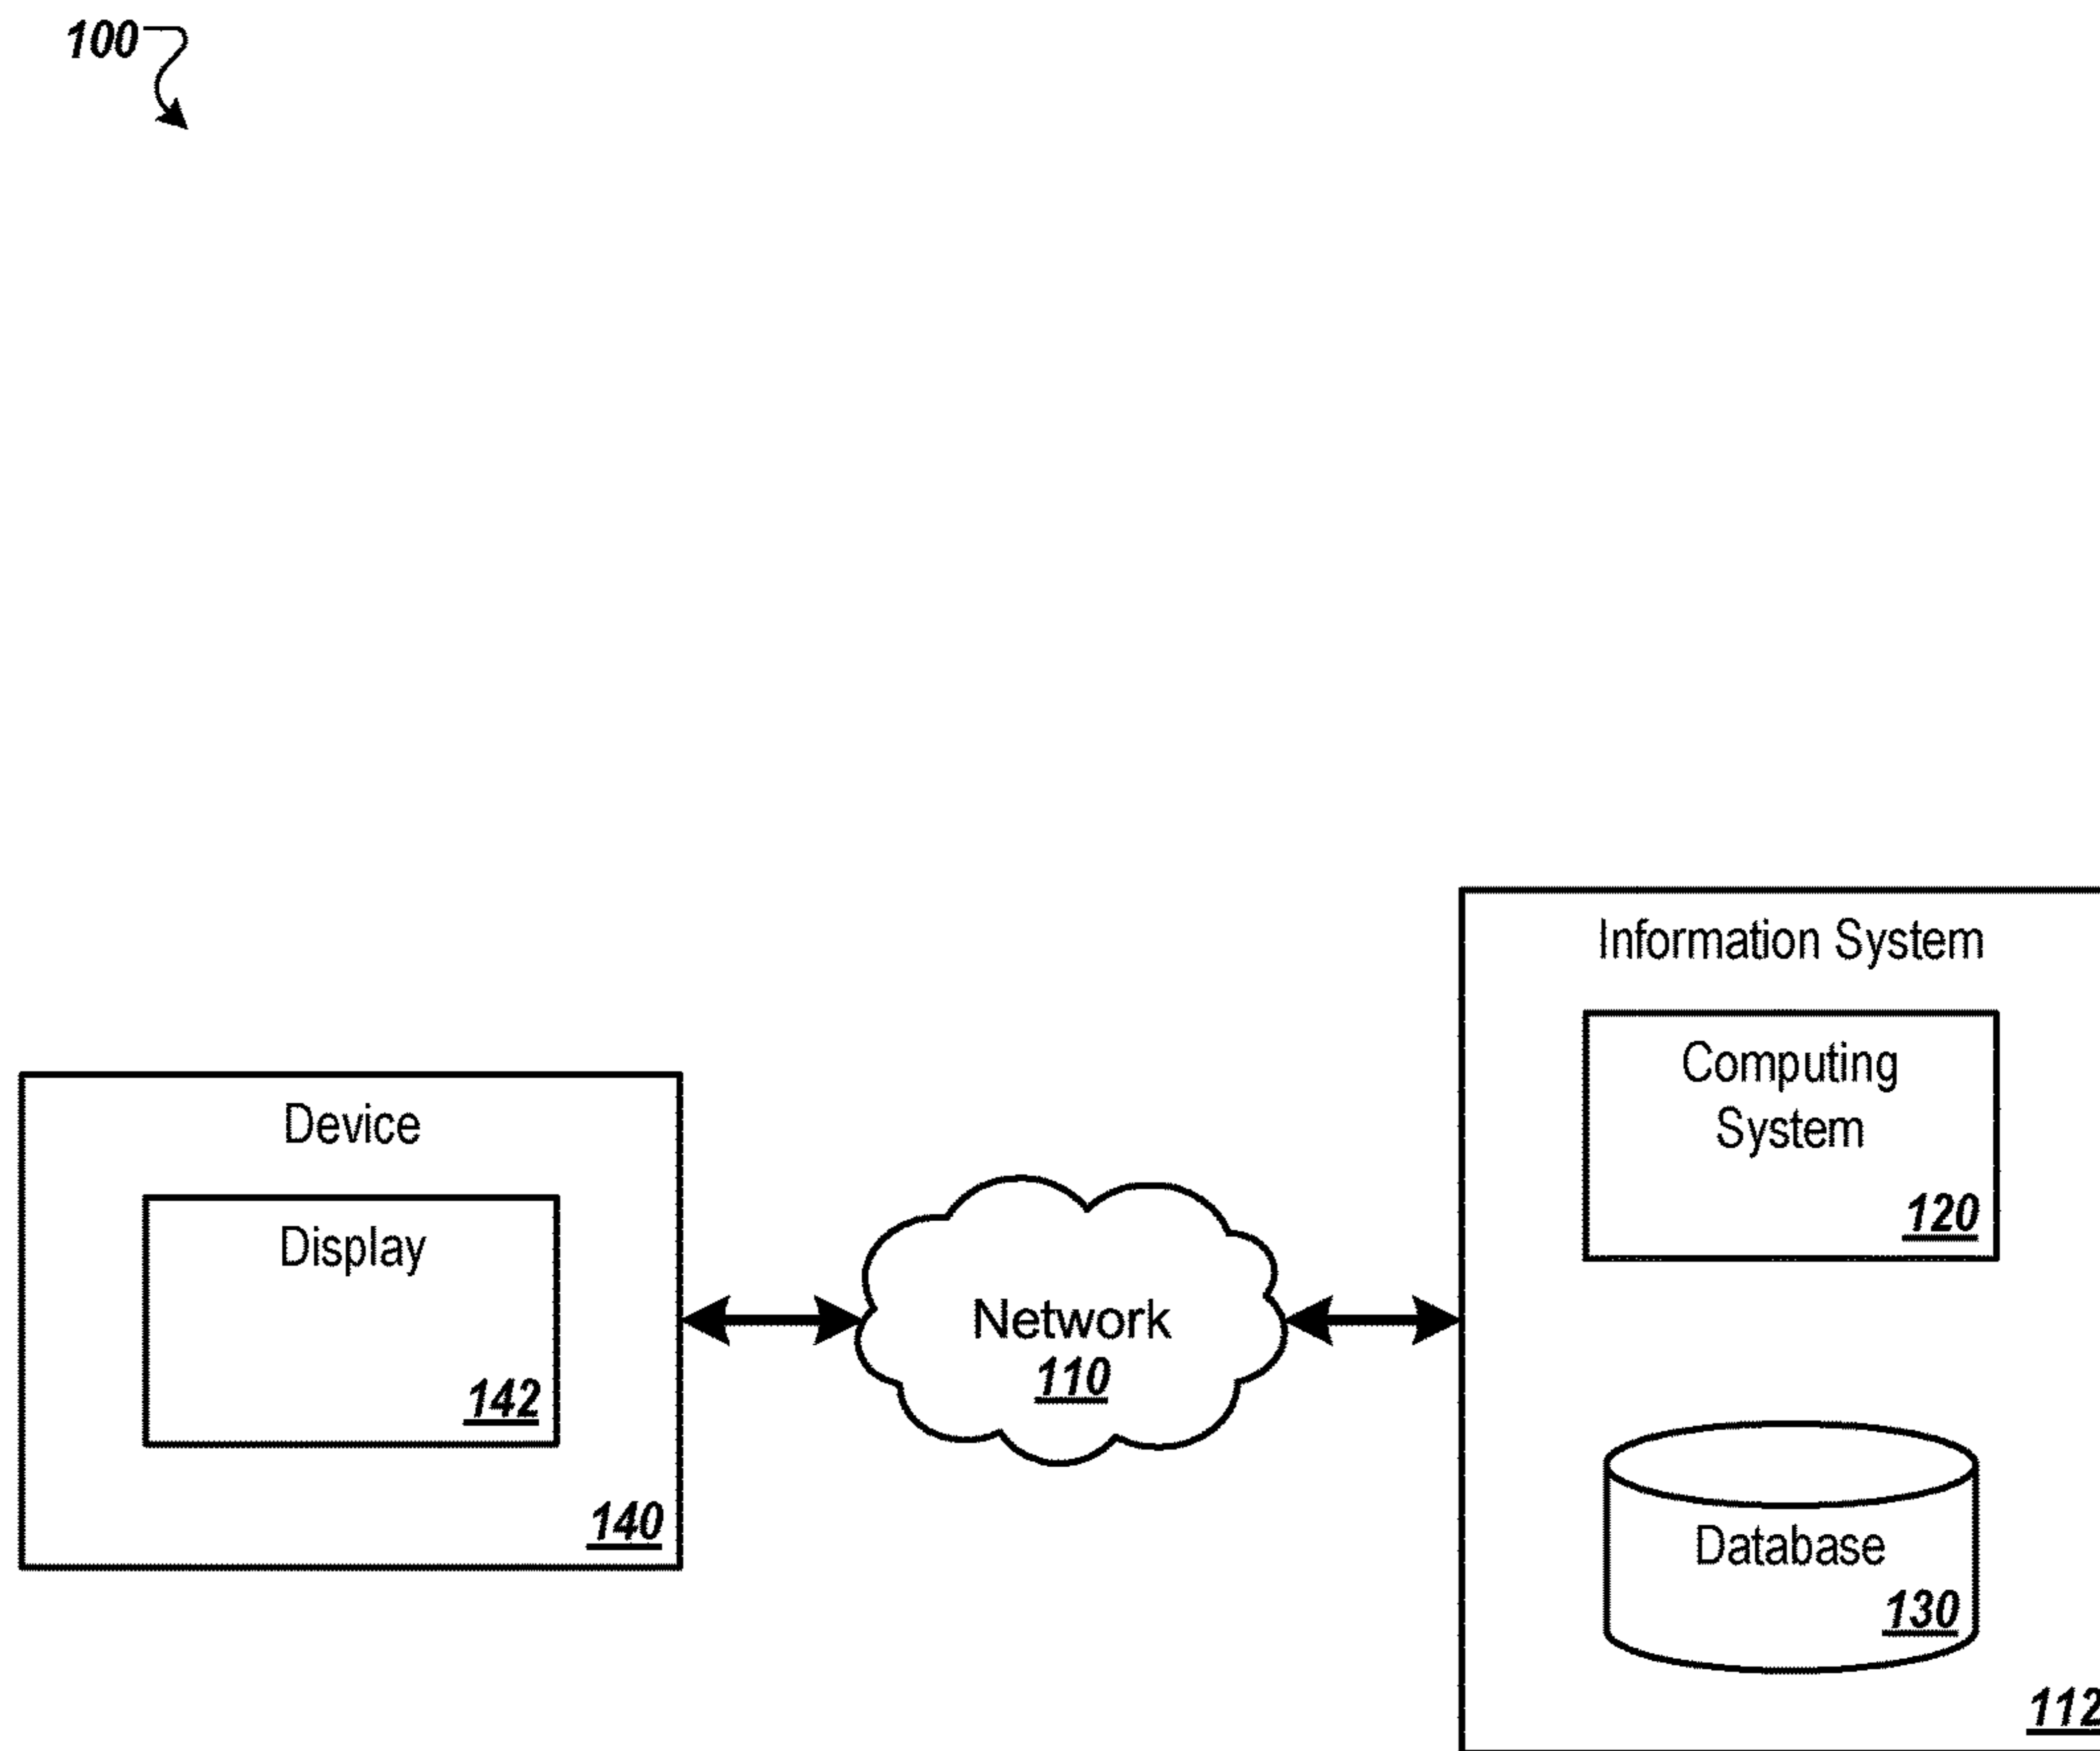 100
Information System
Computing
System
120
Device
Display
142
140
Network
110
Database
130
112